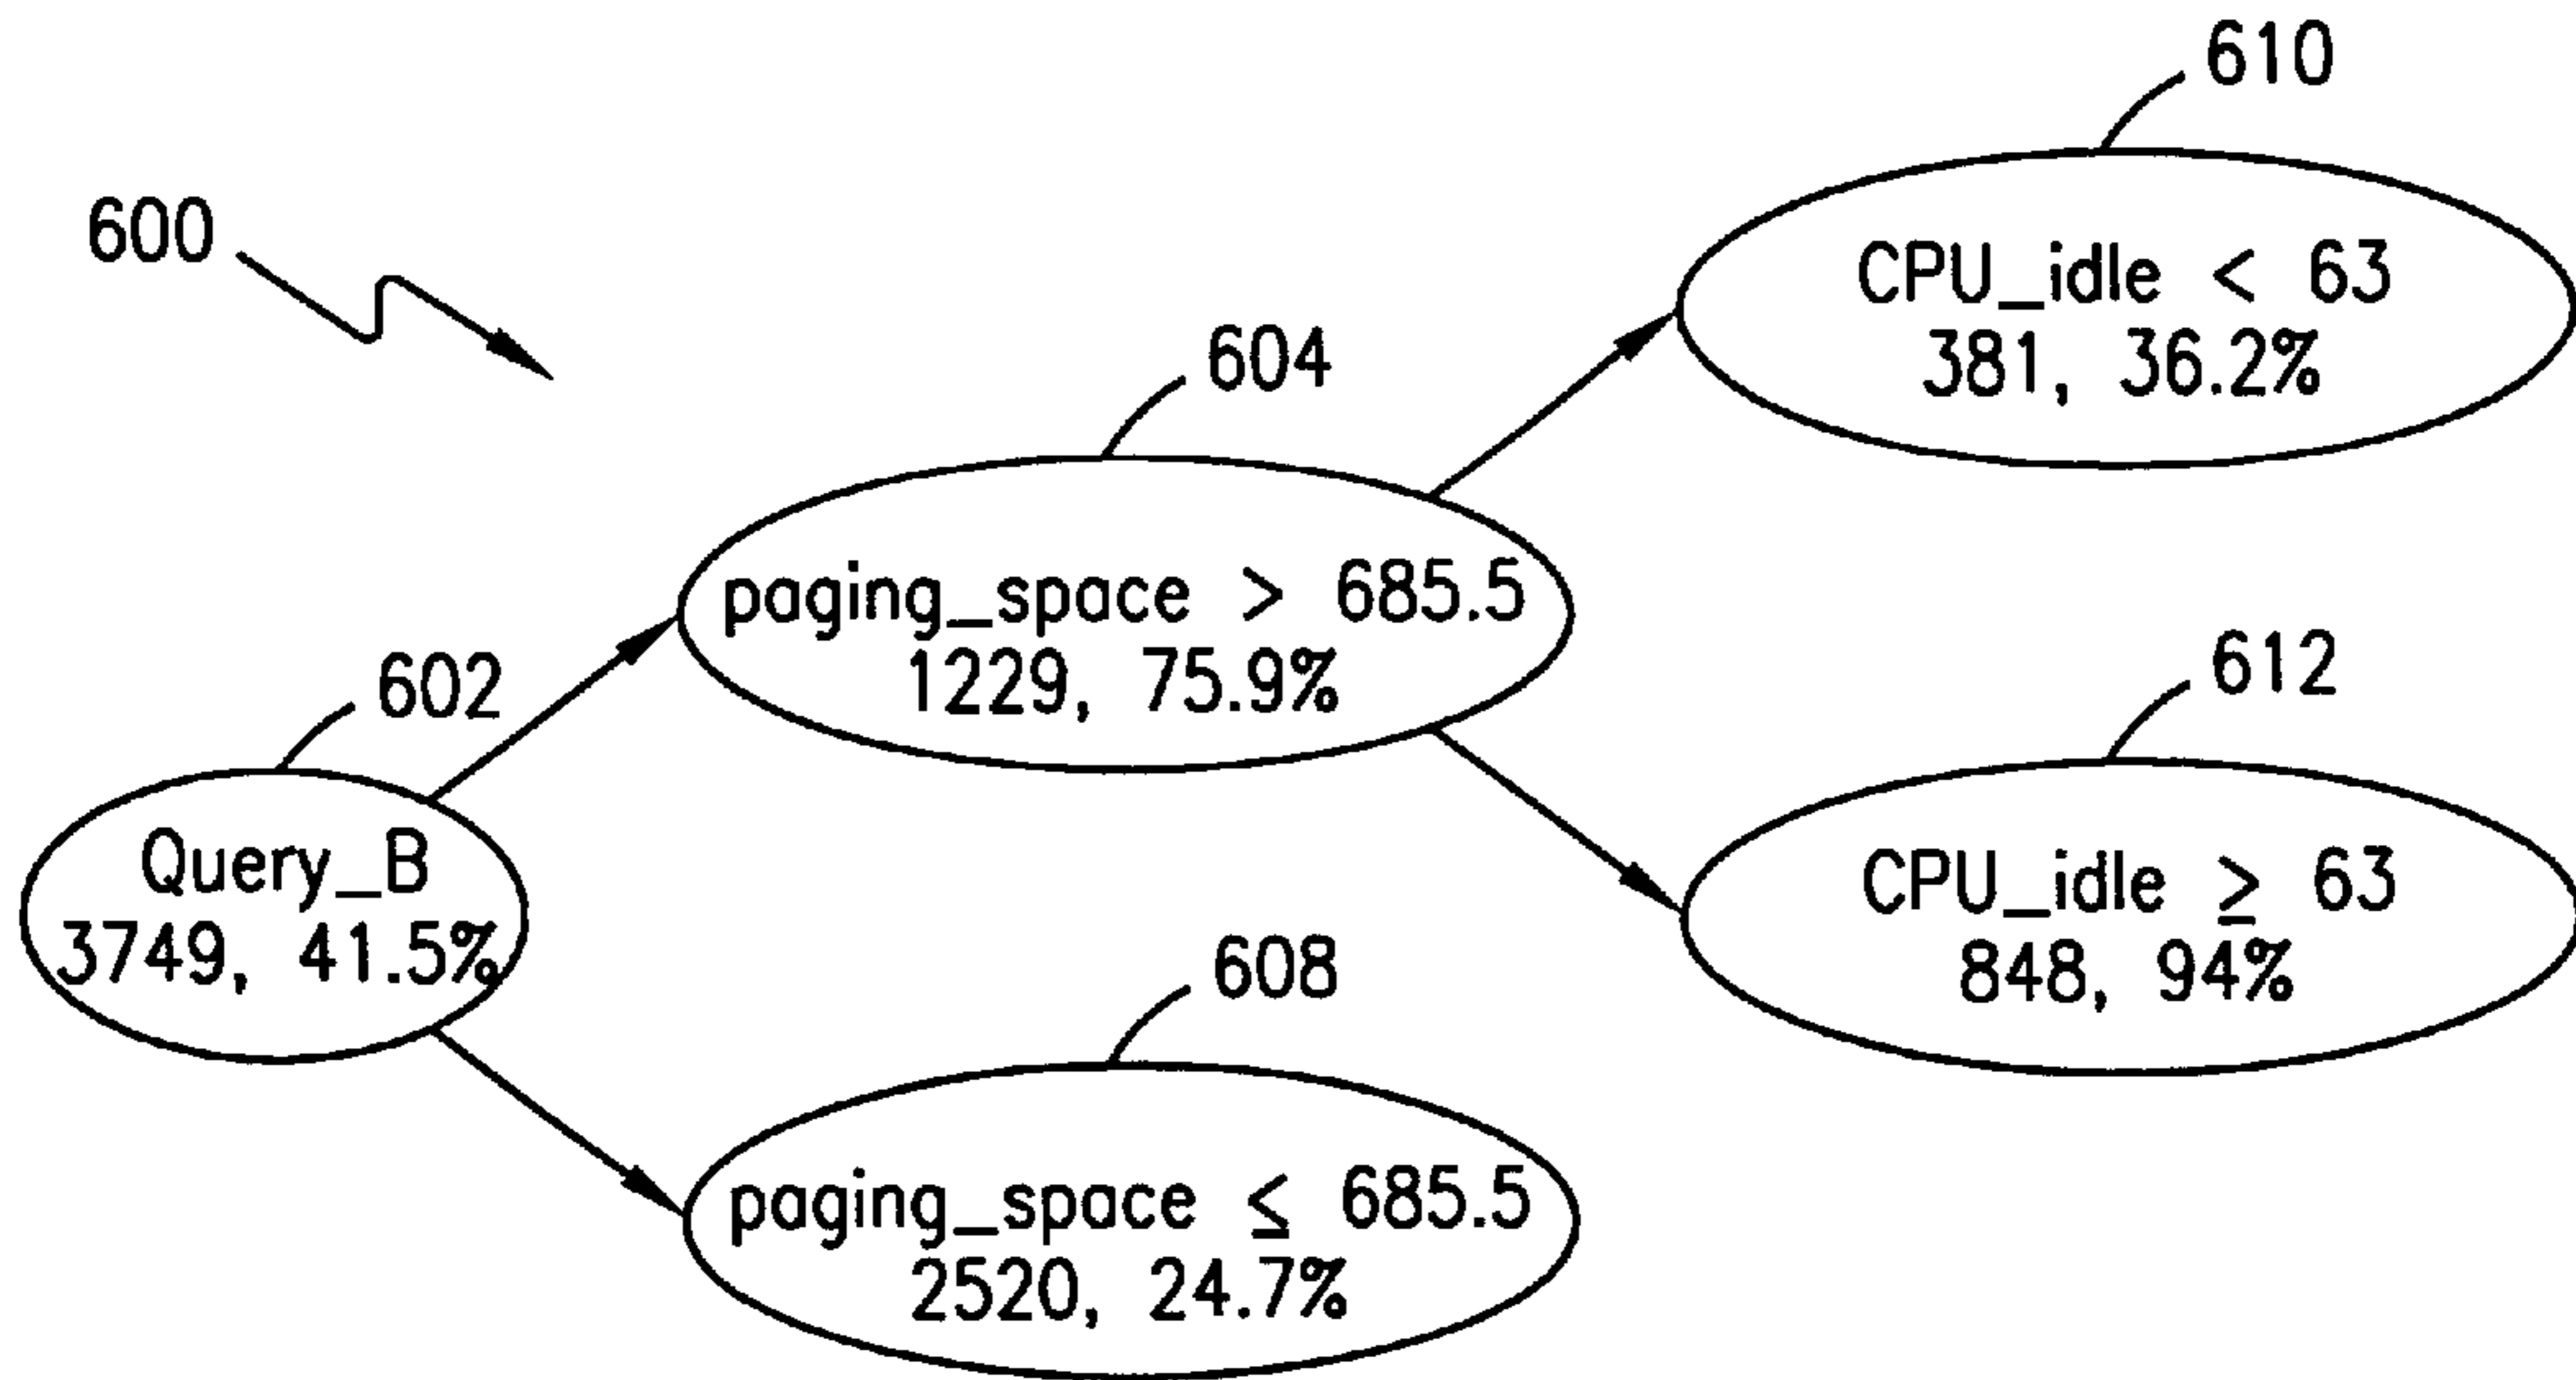 610
CPU_idle < 63
381, 36.2%
600
604
paging_space > 685.5
1229, 75.9%
612
CPU_idle ≥ 63
848, 94%
602
Query_B
3749, 41.5%
608
paging_space ≤ 685.5
2520, 24.7%